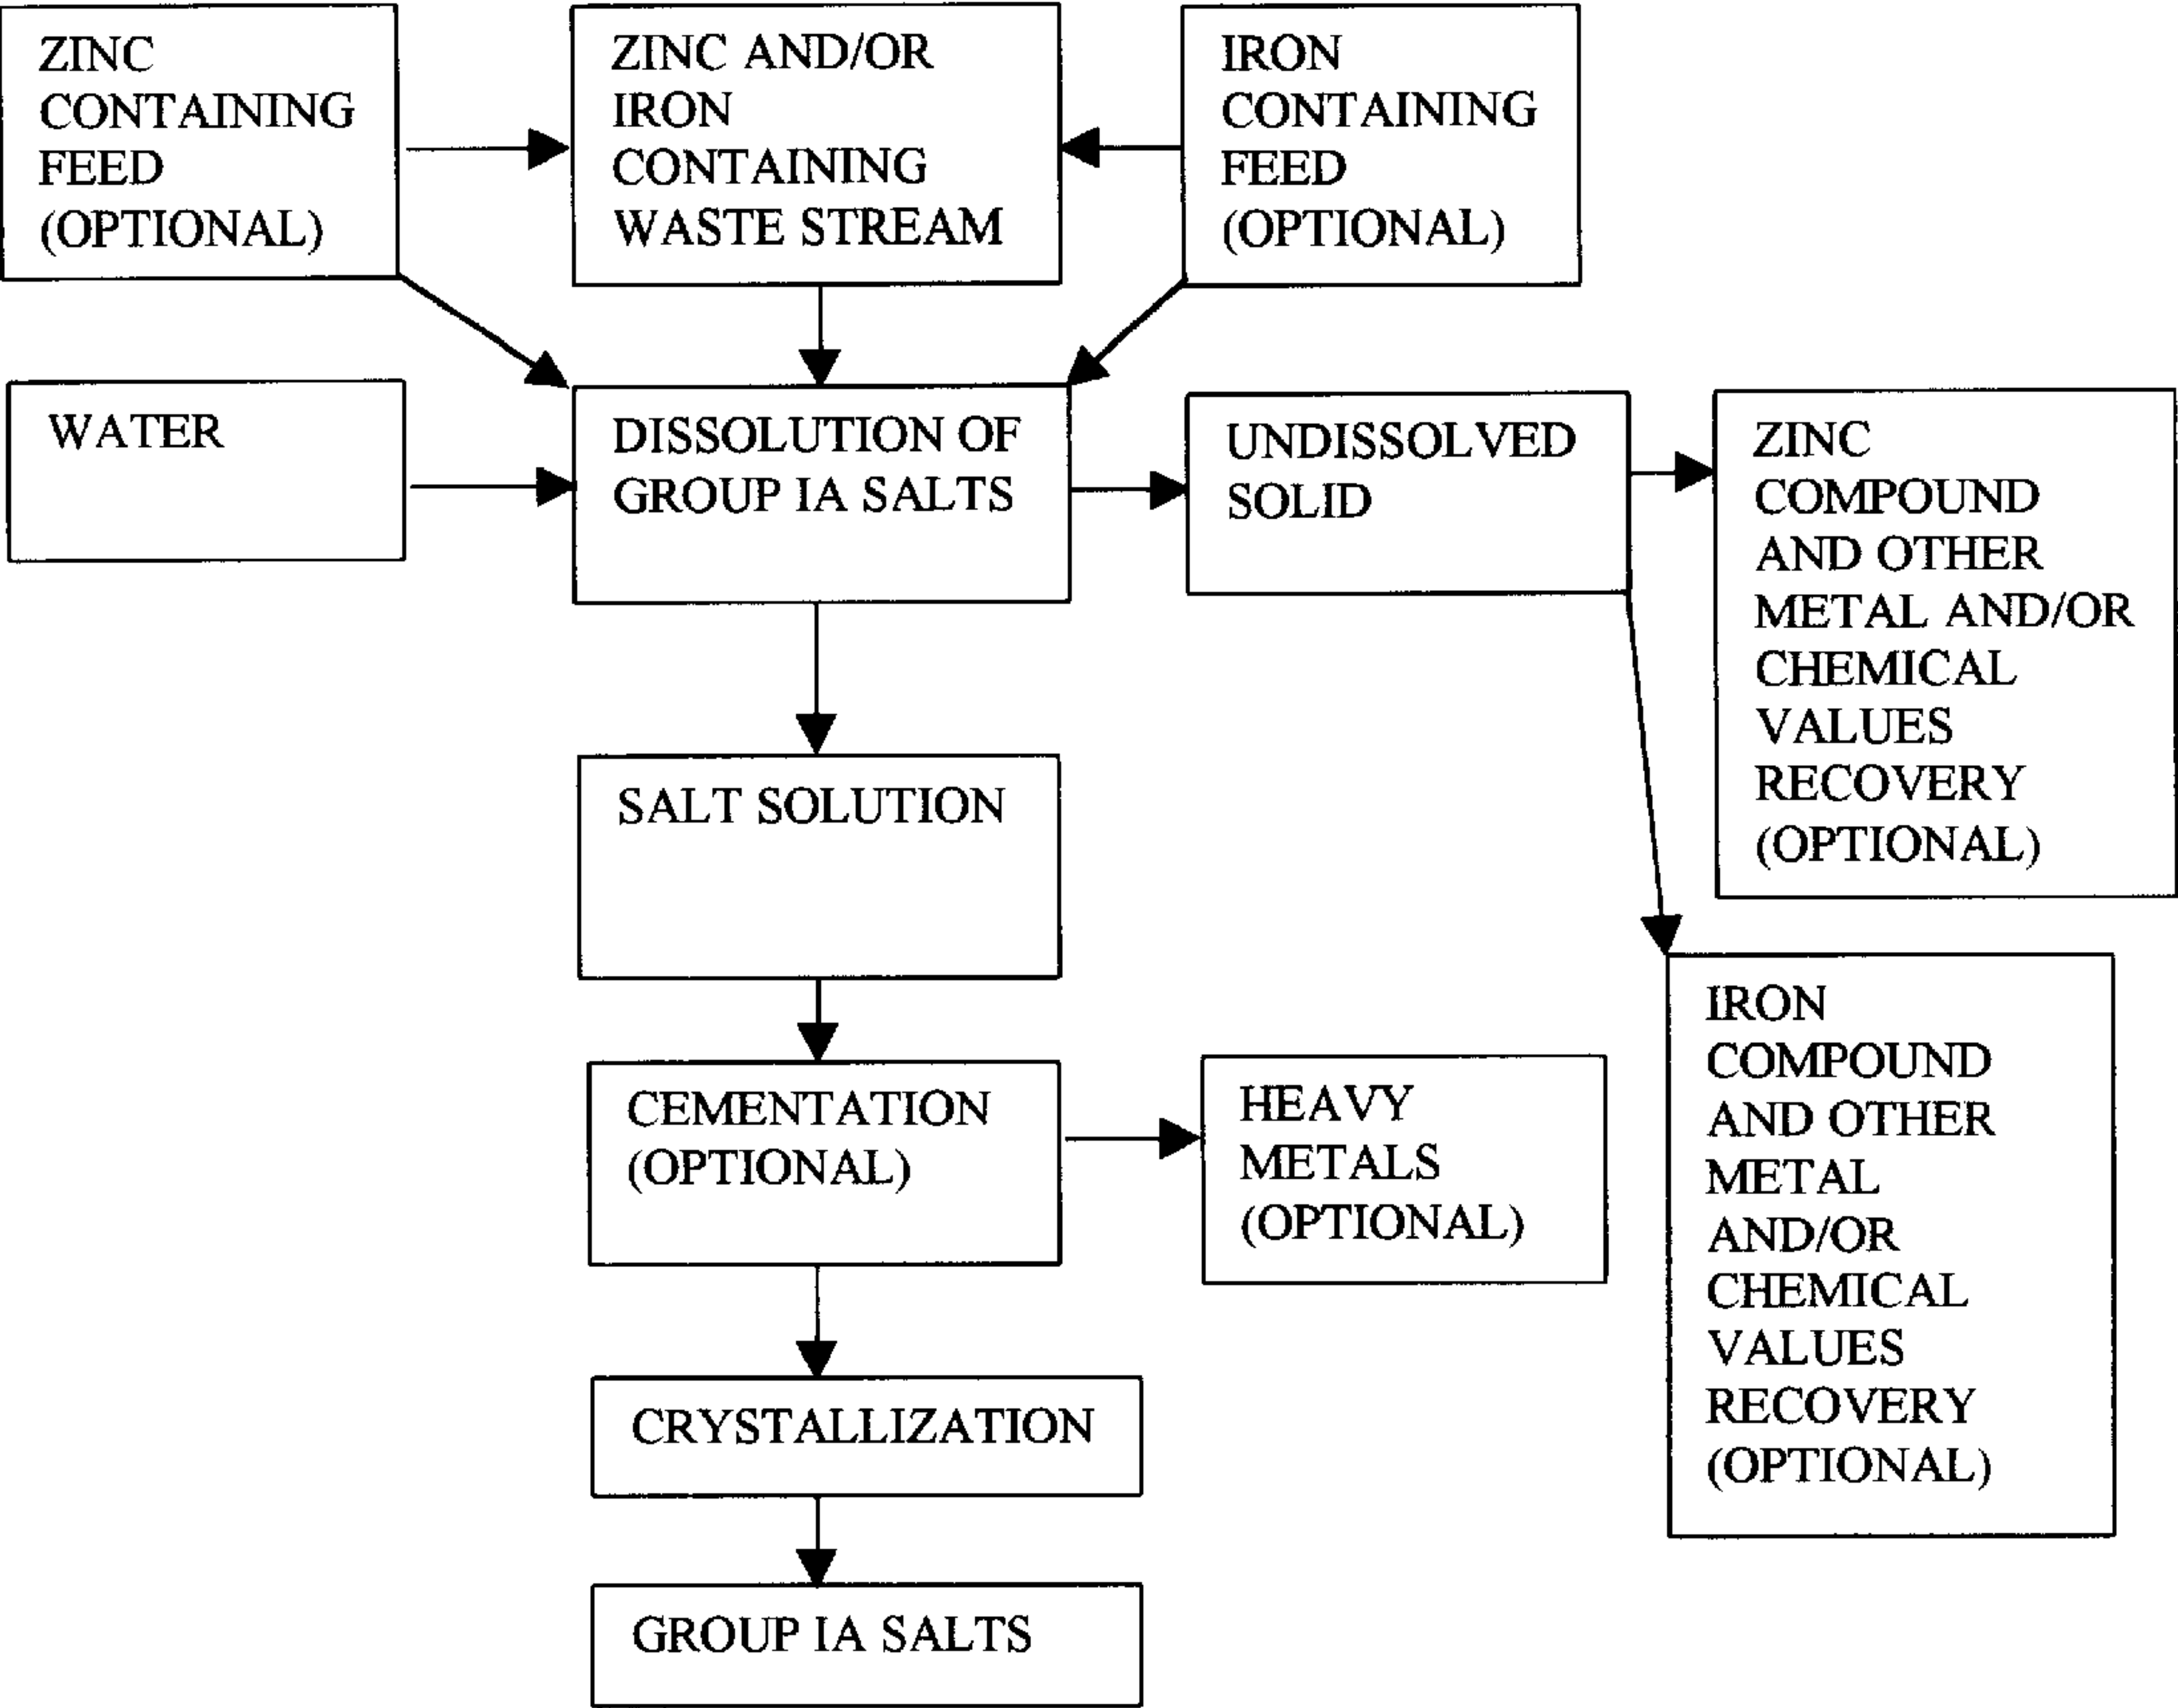 ZINC
CONTAINING
FEED
(OPTIONAL)
ZINC AND/OR
IRON
CONTAINING
WASTE STREAM
IRON
CONTAINING
FEED
(OPTIONAL)
WATER
DISSOLUTION OF
GROUP IA SALTS
UNDISSOLVED
SOLID
ZINC
COMPOUND
AND OTHER
METAL AND/OR
CHEMICAL
VALUES
RECOVERY
(OPTIONAL)
SALT SOLUTION
IRON
COMPOUND
AND OTHER
METAL
AND/OR
CHEMICAL
VALUES
RECOVERY
(OPTIONAL)
CEMENTATION
(OPTIONAL)
HEAVY
METALS
(OPTIONAL)
CRYSTALLIZATION
GROUP IA SALTS